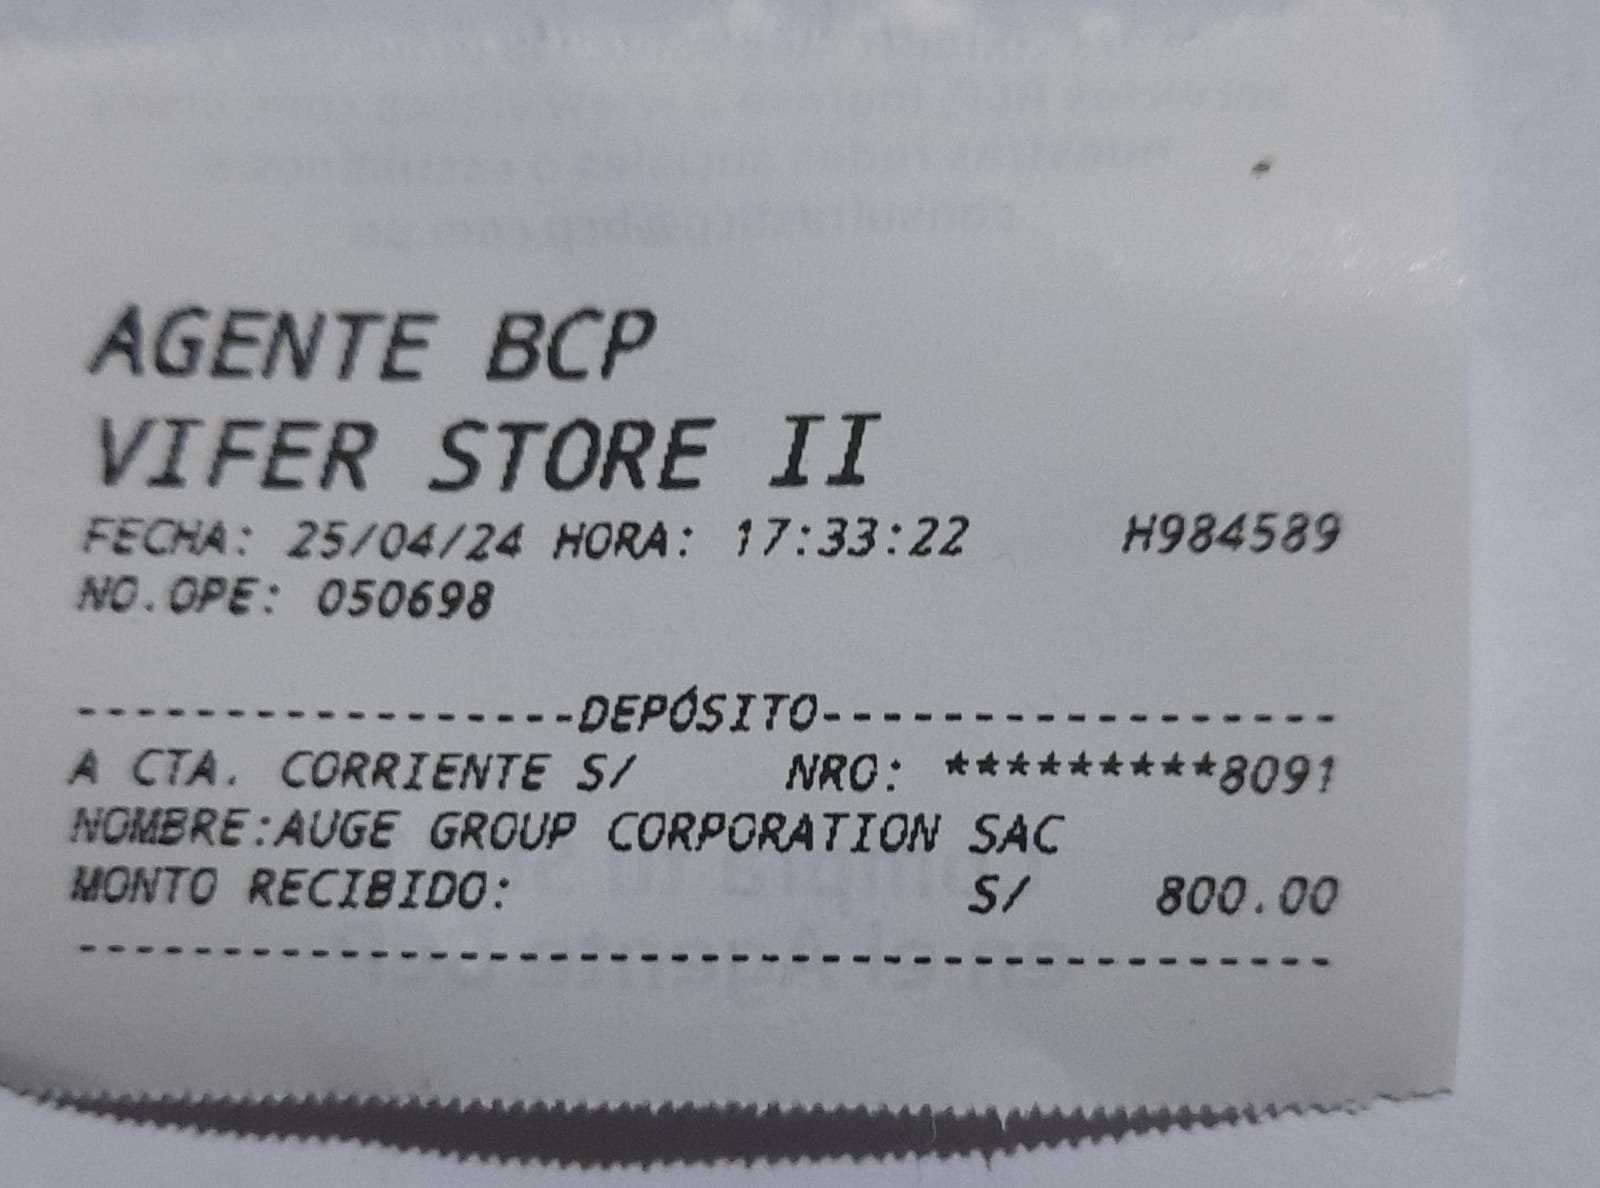 AGENTE BCP
VIFER STORE II
FECHA: 25/04/24 HORA: 17:33:22 H984589
NO.OPE: 050698
------------------DEPÓSITO------------------
A CTA. CORRIENTE S/ NRO: *********8091
NOMBRE:AUGE GROUP CORPORATION SAC
MONTO RECIBIDO: S/ 800.00
--------------------------------------------